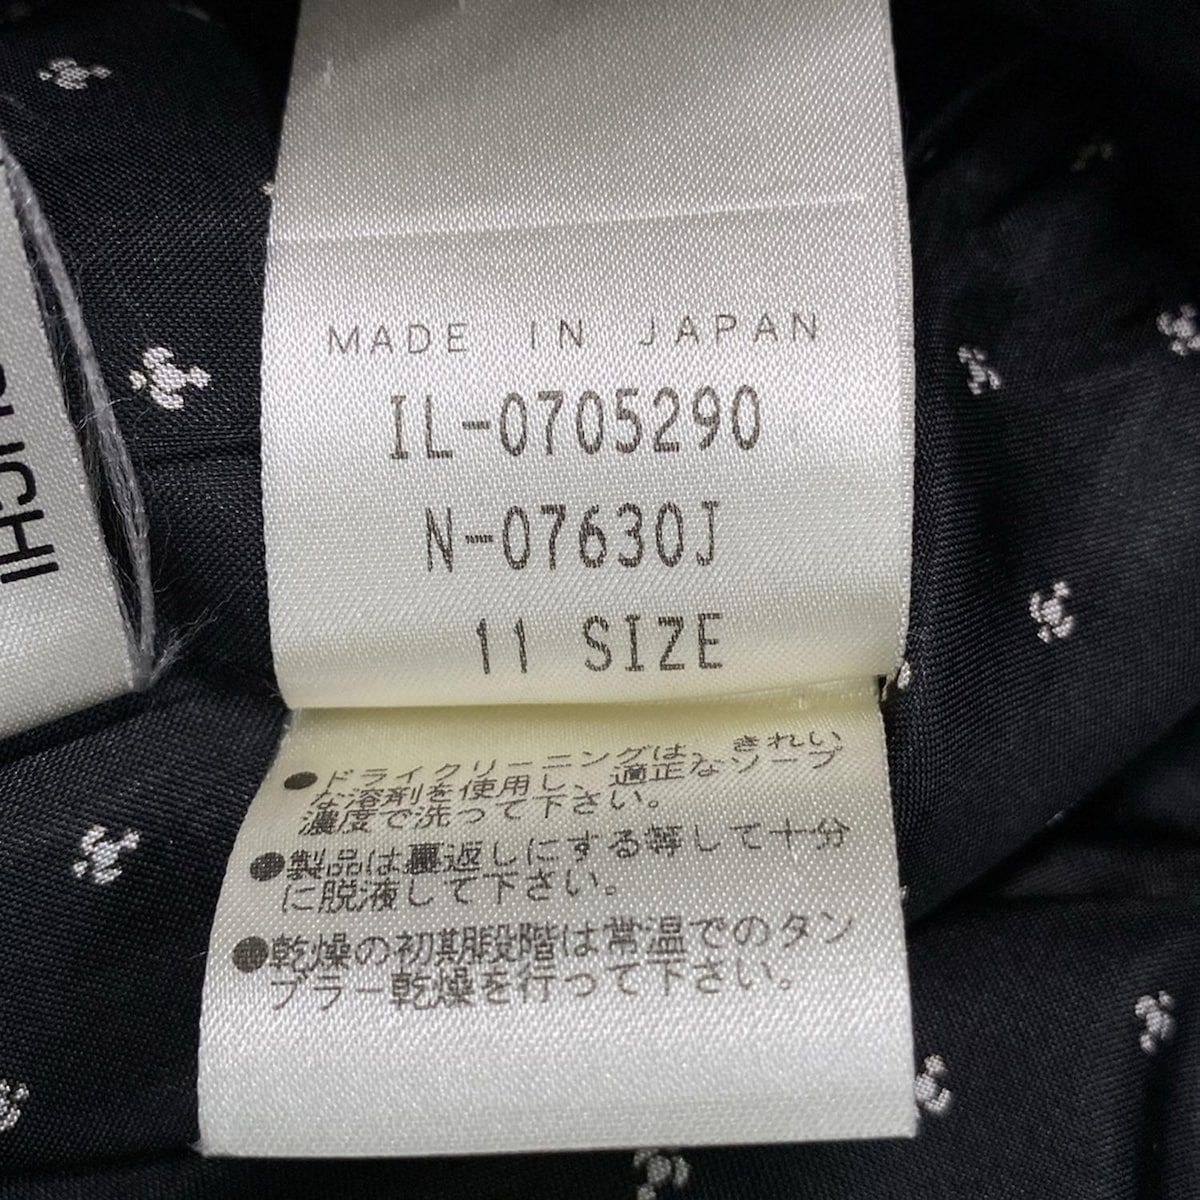 MADE IN JAPAN
IL-0705290
N-07630J
11 SIZE
●ドライクリーニングは、きれい
な溶剤を使用し、適正なソープ
濃度で洗って下さい。
●製品は裏返しにする等して十分
に脱液して下さい。
●乾燥の初期段階は常温でのタン
ブラー乾燥を行って下さい。